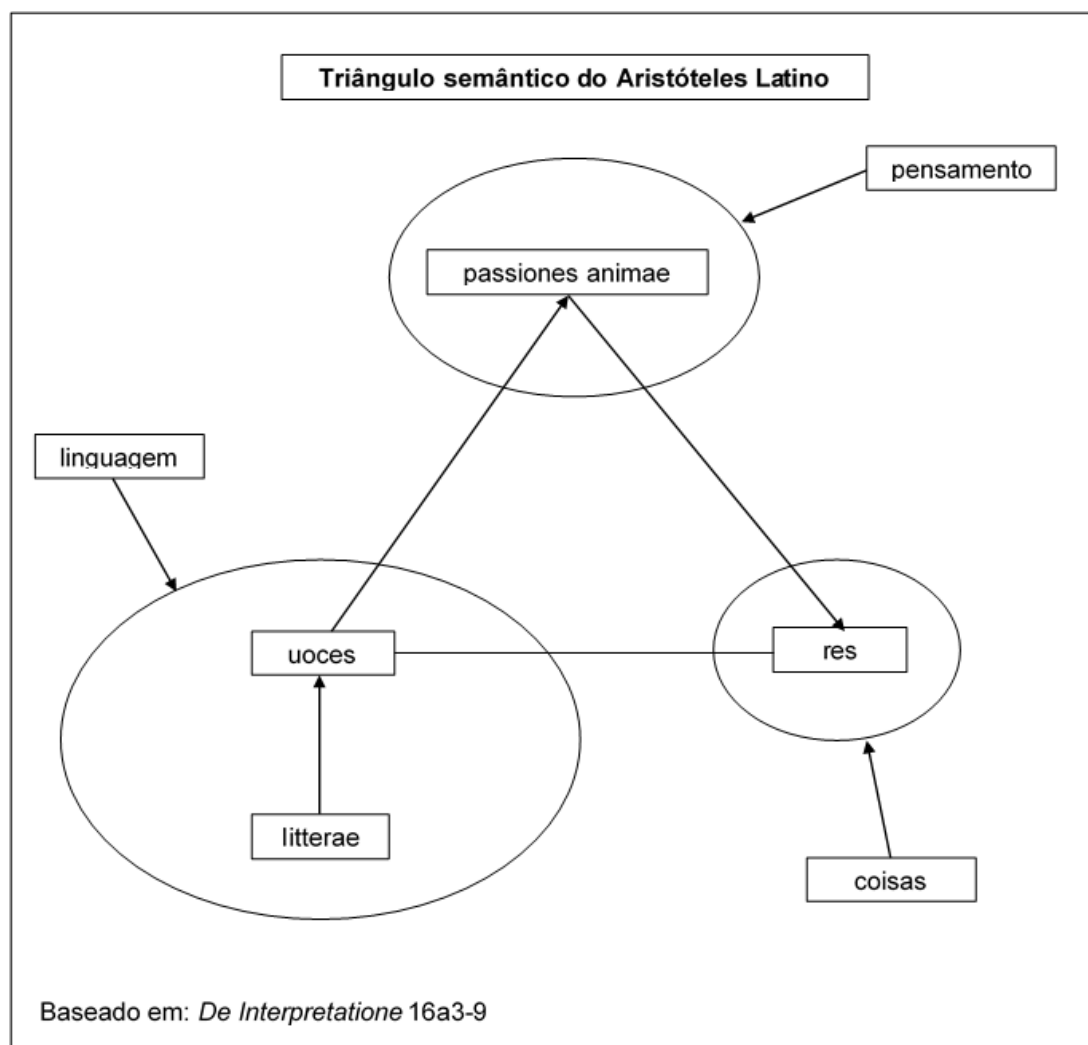 Triângulo semântico do Aristóteles Latino
pensamento
passiones animae
linguagem
uoces
res
litterae
coisas
Baseado em: De Interpretatione 16a3-9